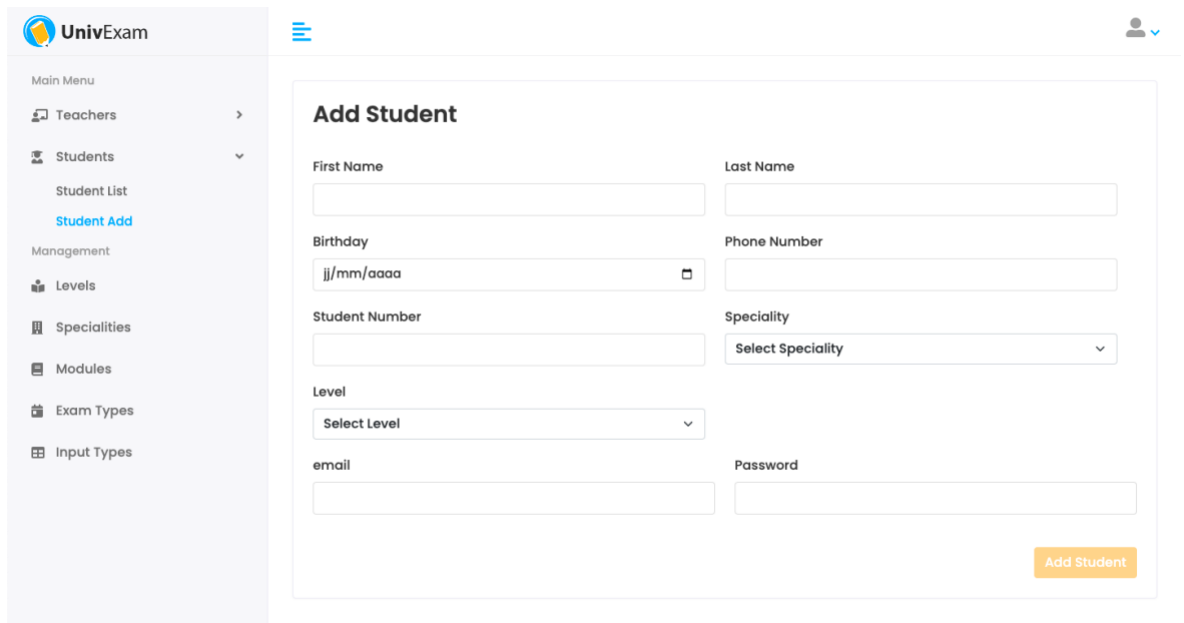 UnivExam
Main Menu
Teachers
Students
Student List
Student Add
Management
Levels
Specialities
Modules
Exam Types
Input Types
Add Student
First Name
Last Name
Birthday
Phone Number
jj/mm/aaaa
Student Number
Speciality
Select Speciality
Level
Select Level
email
Password
Add Student